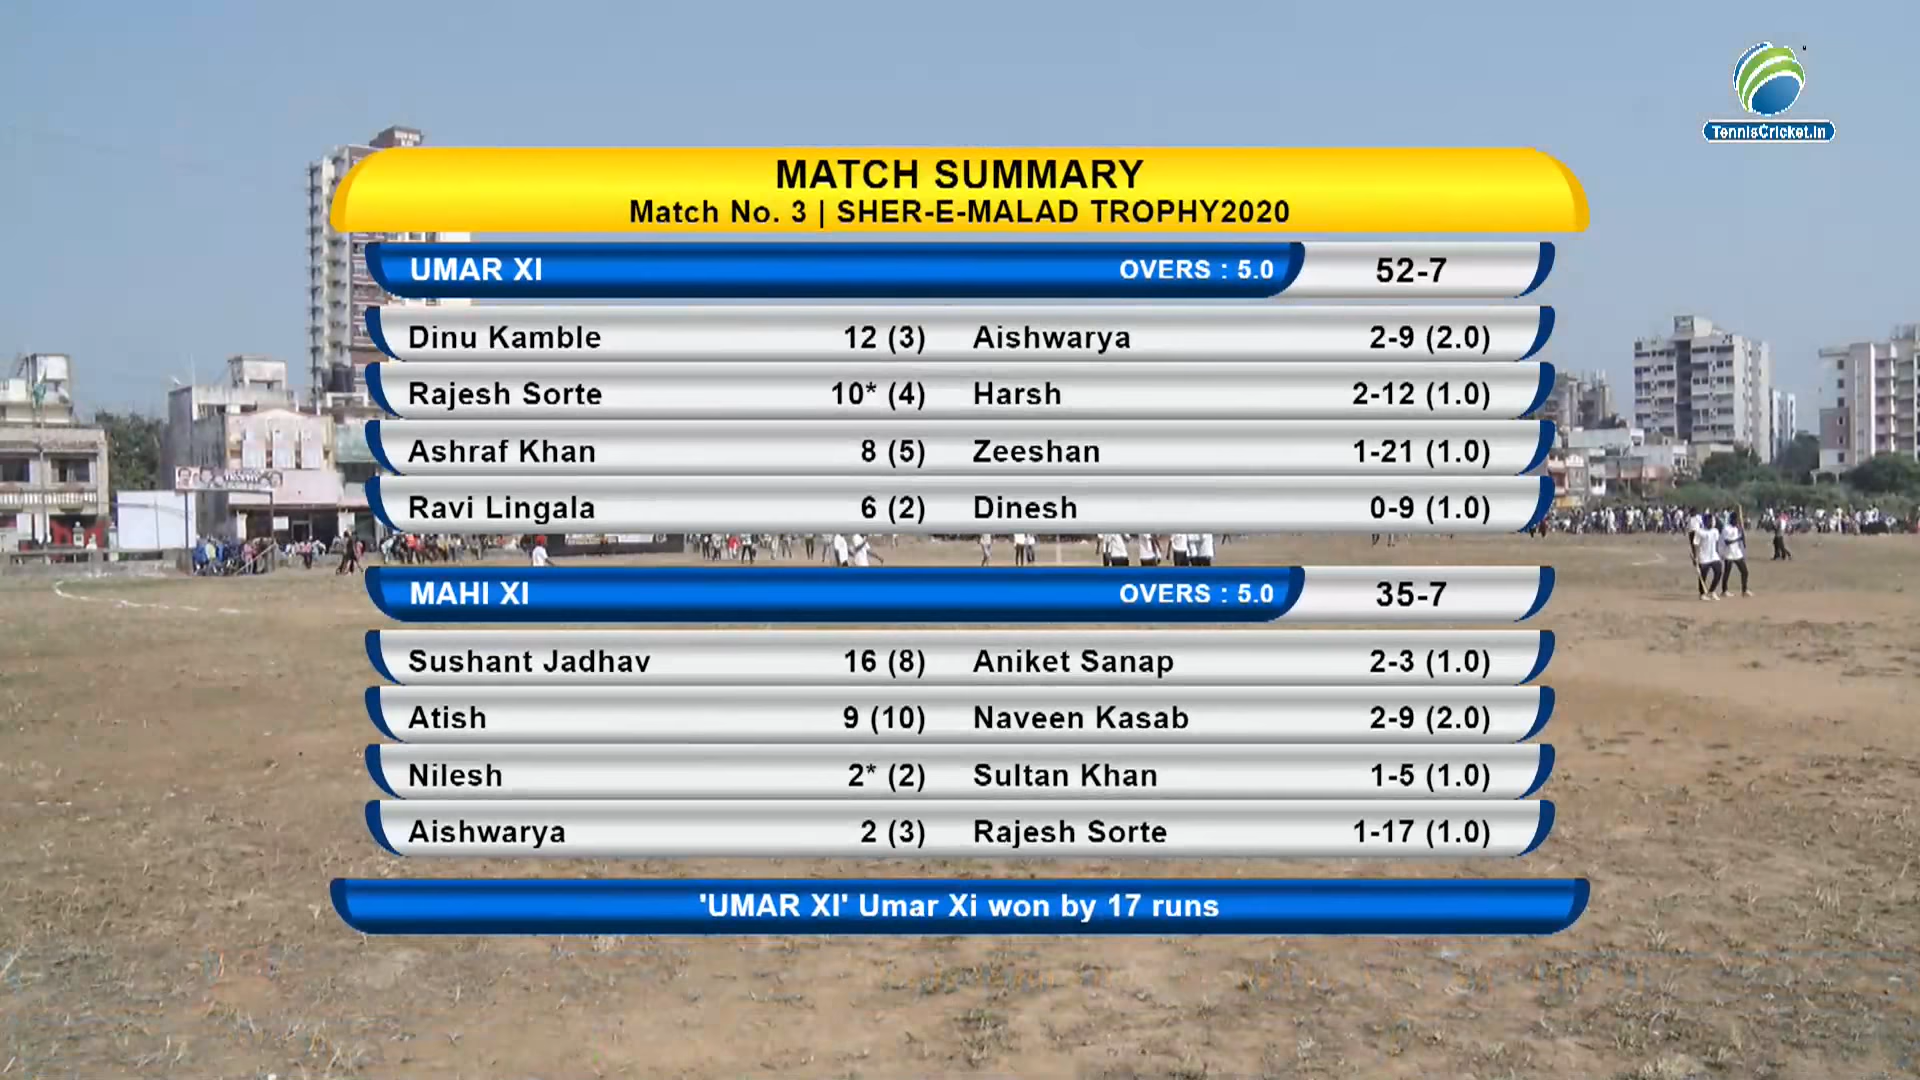 TennisCricket.in
MATCH SUMMARY
Match No. 3 | SHER-E-MALAD TROPHY2020
UMAR XI OVERS : 5.0 52-7
Dinu Kamble 12 (3) Aishwarya 2-9 (2.0)
Rajesh Sorte 10* (4) Harsh 2-12 (1.0)
Ashraf Khan 8 (5) Zeeshan 1-21 (1.0)
Ravi Lingala 6 (2) Dinesh 0-9 (1.0)
MAHI XI OVERS : 5.0 35-7
Sushant Jadhav 16 (8) Aniket Sanap 2-3 (1.0)
Atish 9 (10) Naveen Kasab 2-9 (2.0)
Nilesh 2* (2) Sultan Khan 1-5 (1.0)
Aishwarya 2 (3) Rajesh Sorte 1-17 (1.0)
'UMAR XI' Umar Xi won by 17 runs